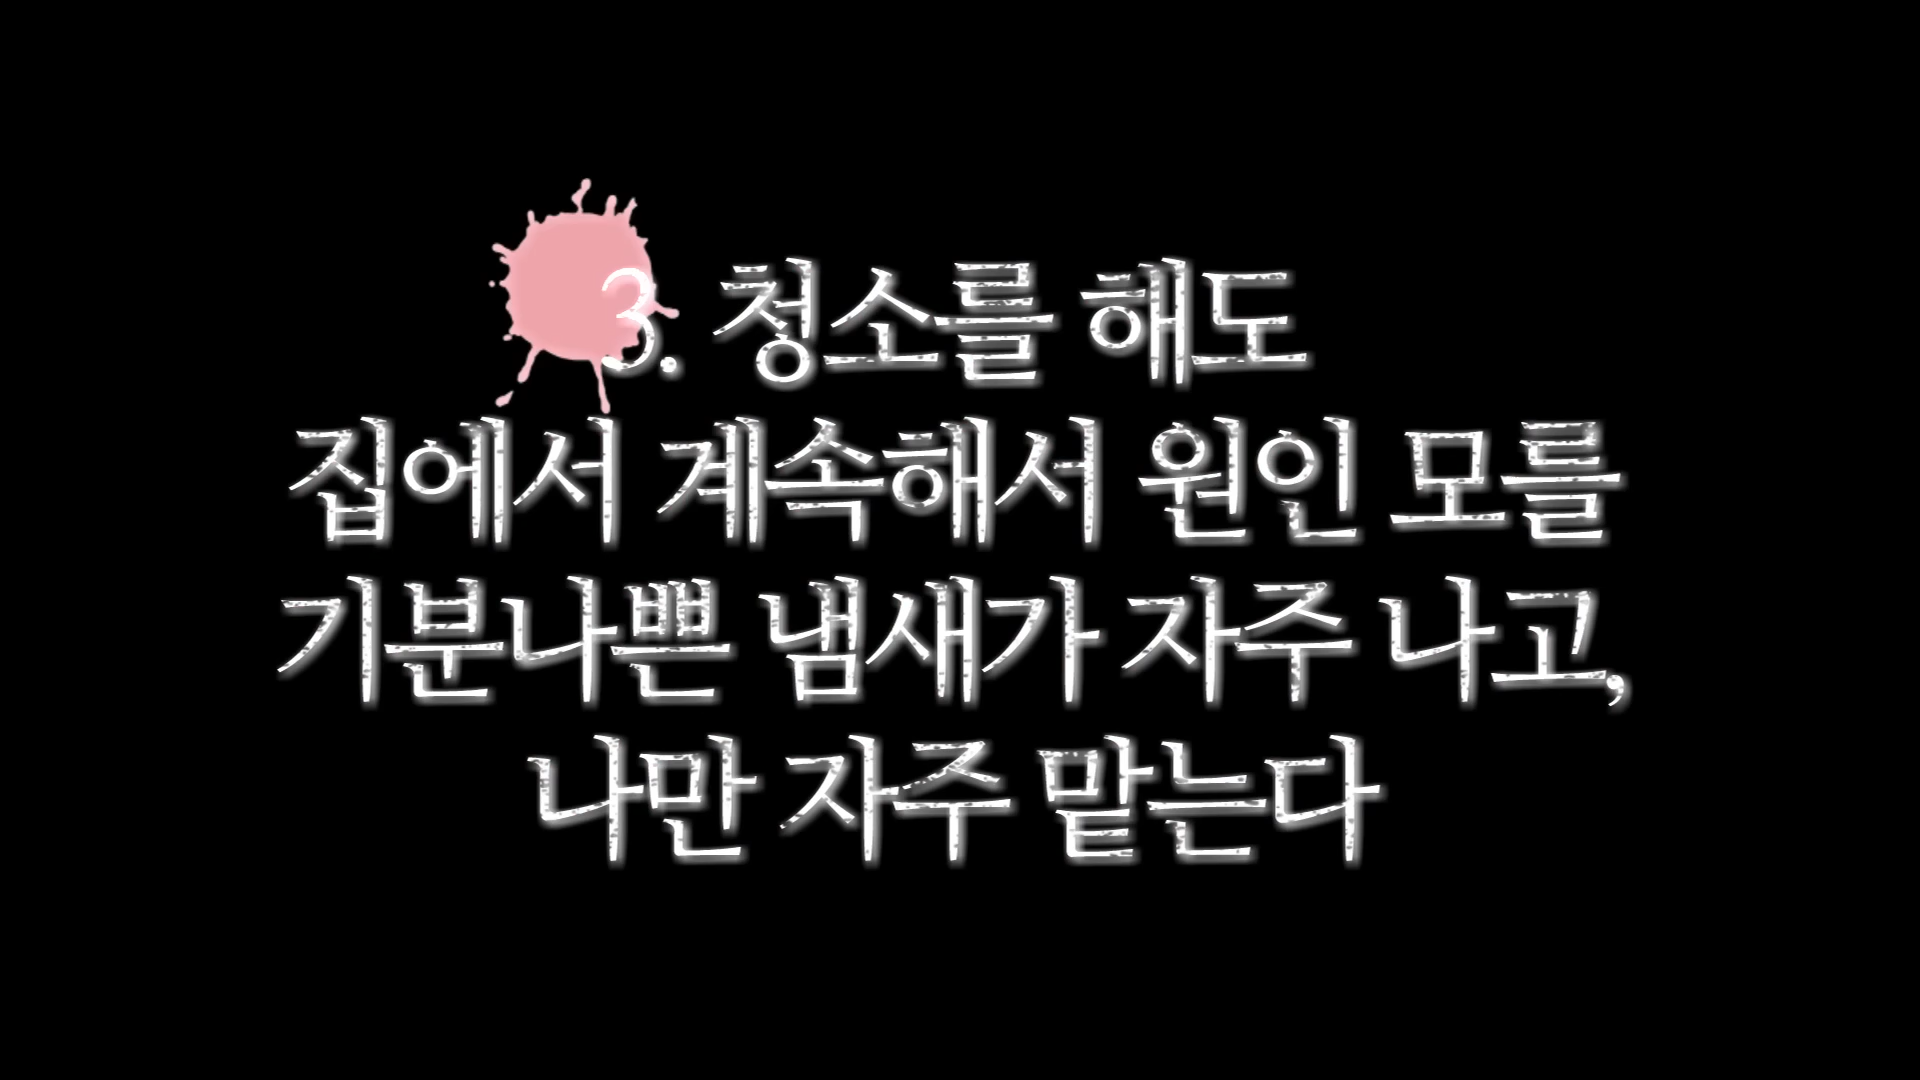 3. 청소를 해도
집에서 계속해서 원인 모를
기분나쁜 냄새가 자주 나고,
나만 자주 맡는다